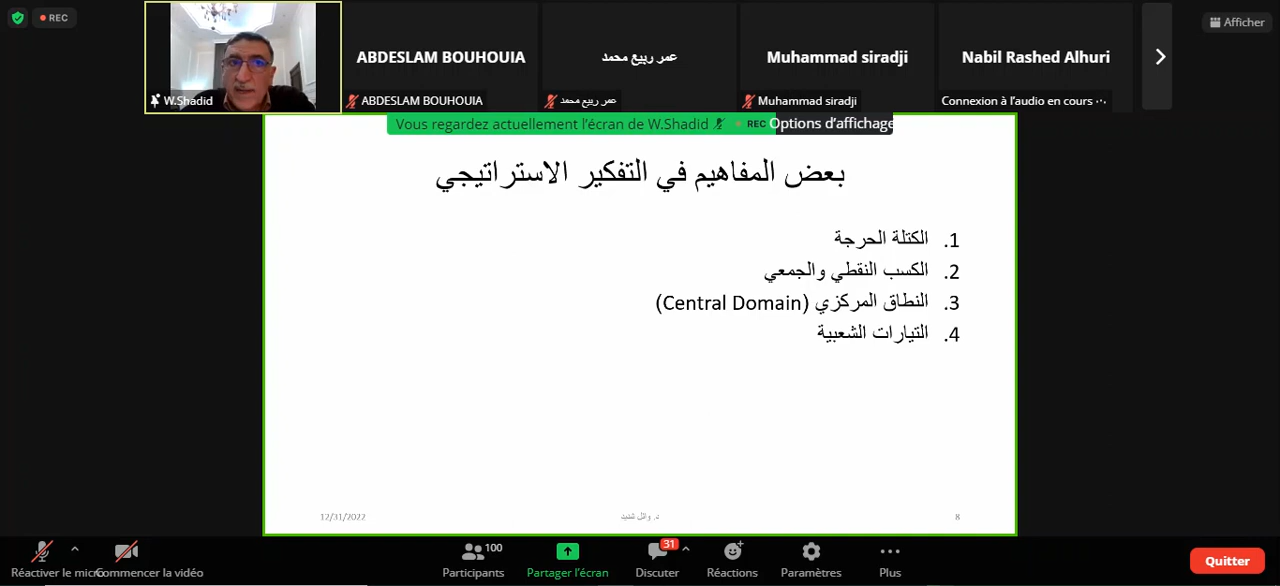 REC
Afficher
ABDESLAM BOUHOUIA
عمر ربيع محمد
Muhammad siradji
Nabil Rashed Alhuri
W.Shadid
ABDESLAM BOUHOUIA
عمر ربيع محمد
Muhammad siradji
Connexion à l'audio en cours ···
Vous regardez actuellement l'écran de W.Shadid
REC
Options d'affichage
بعض المفاهيم في التفكير الاستراتيجي
1. الكتلة الحرجة
2. الكسب النقطي والجمعي
3. النطاق المركزي (Central Domain)
4. التيارات الشعبية
12/31/2022
د. وائل شديد
8
100
31
Réactiver le micro
Commencer la vidéo
Participants
Partager l'écran
Discuter
Réactions
Paramètres
Plus
Quitter